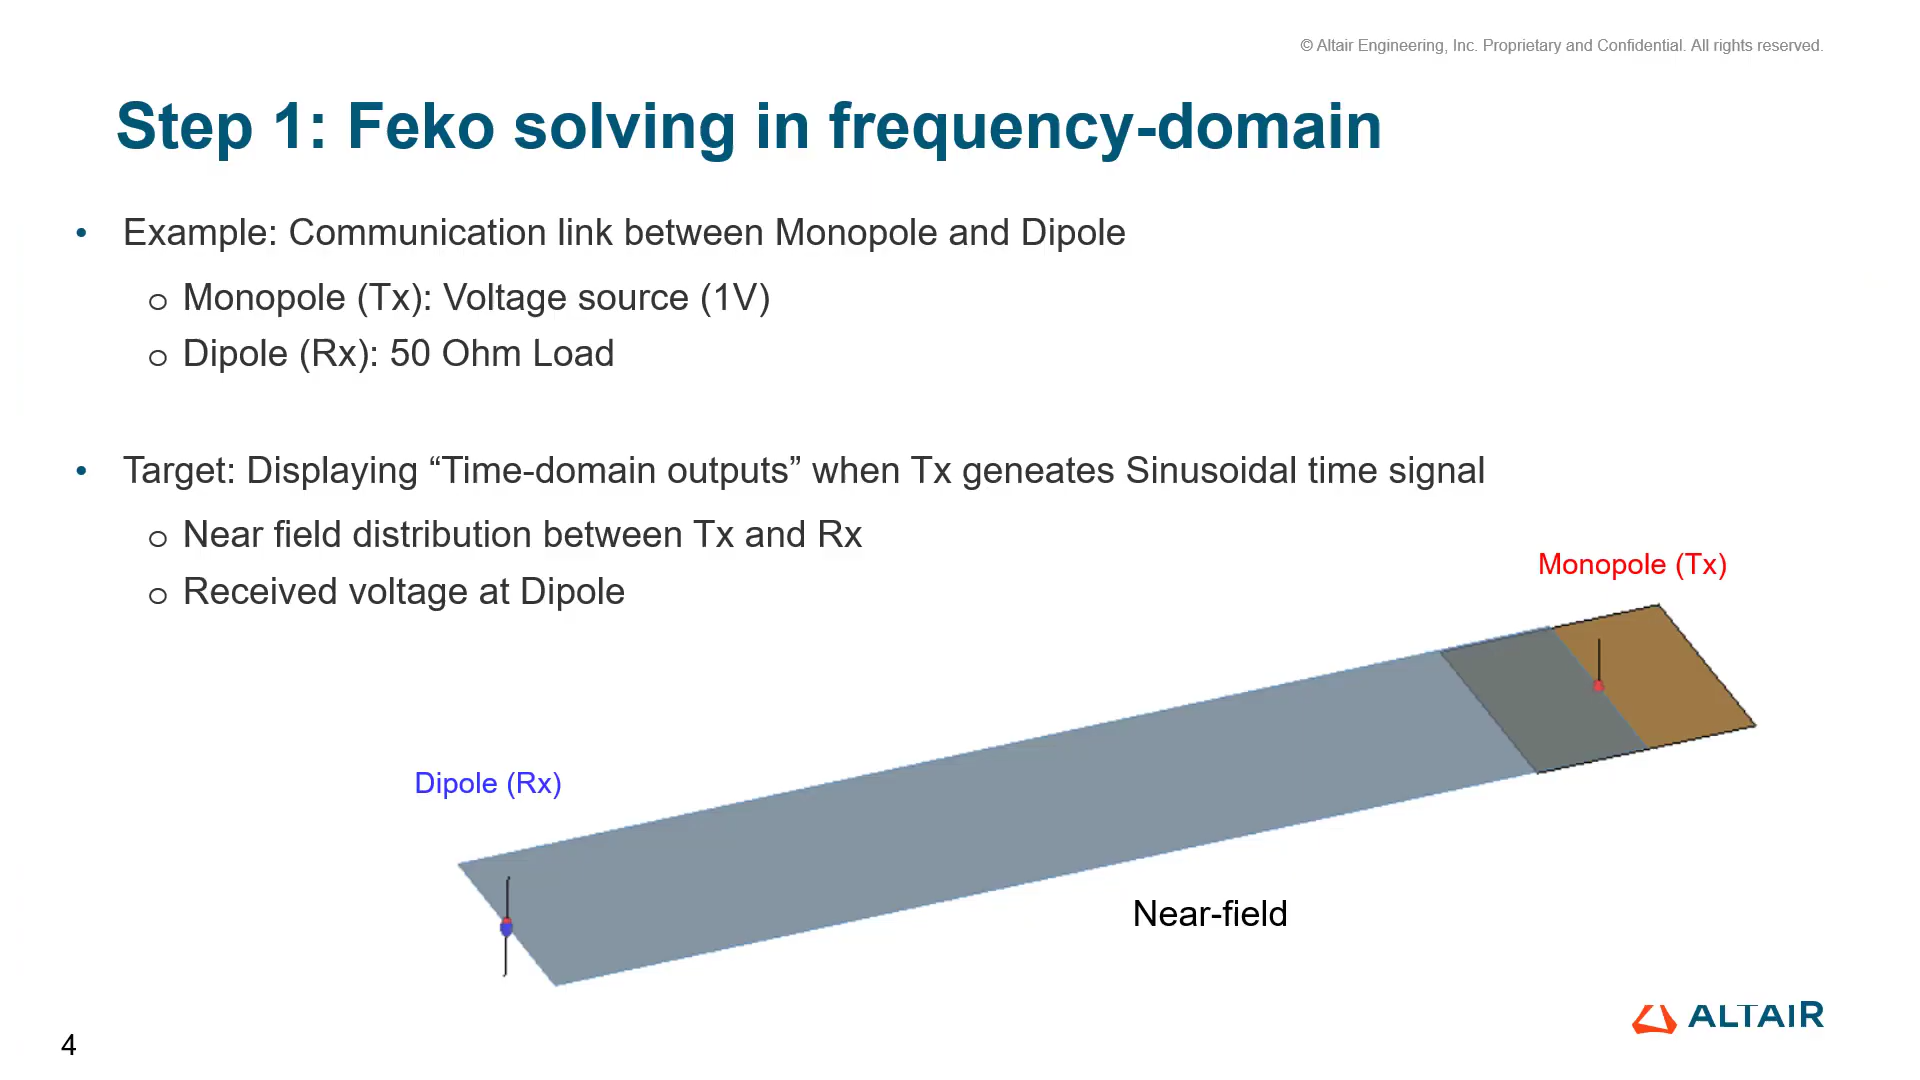 © Altair Engineering, Inc. Proprietary and Confidential. All rights reserved.
Step 1: Feko solving in frequency-domain
• Example: Communication link between Monopole and Dipole
o Monopole (Tx): Voltage source (1V)
o Dipole (Rx): 50 Ohm Load
• Target: Displaying “Time-domain outputs” when Tx geneates Sinusoidal time signal
o Near field distribution between Tx and Rx
o Received voltage at Dipole
Monopole (Tx)
Dipole (Rx)
Near-field
ALTAIR
4